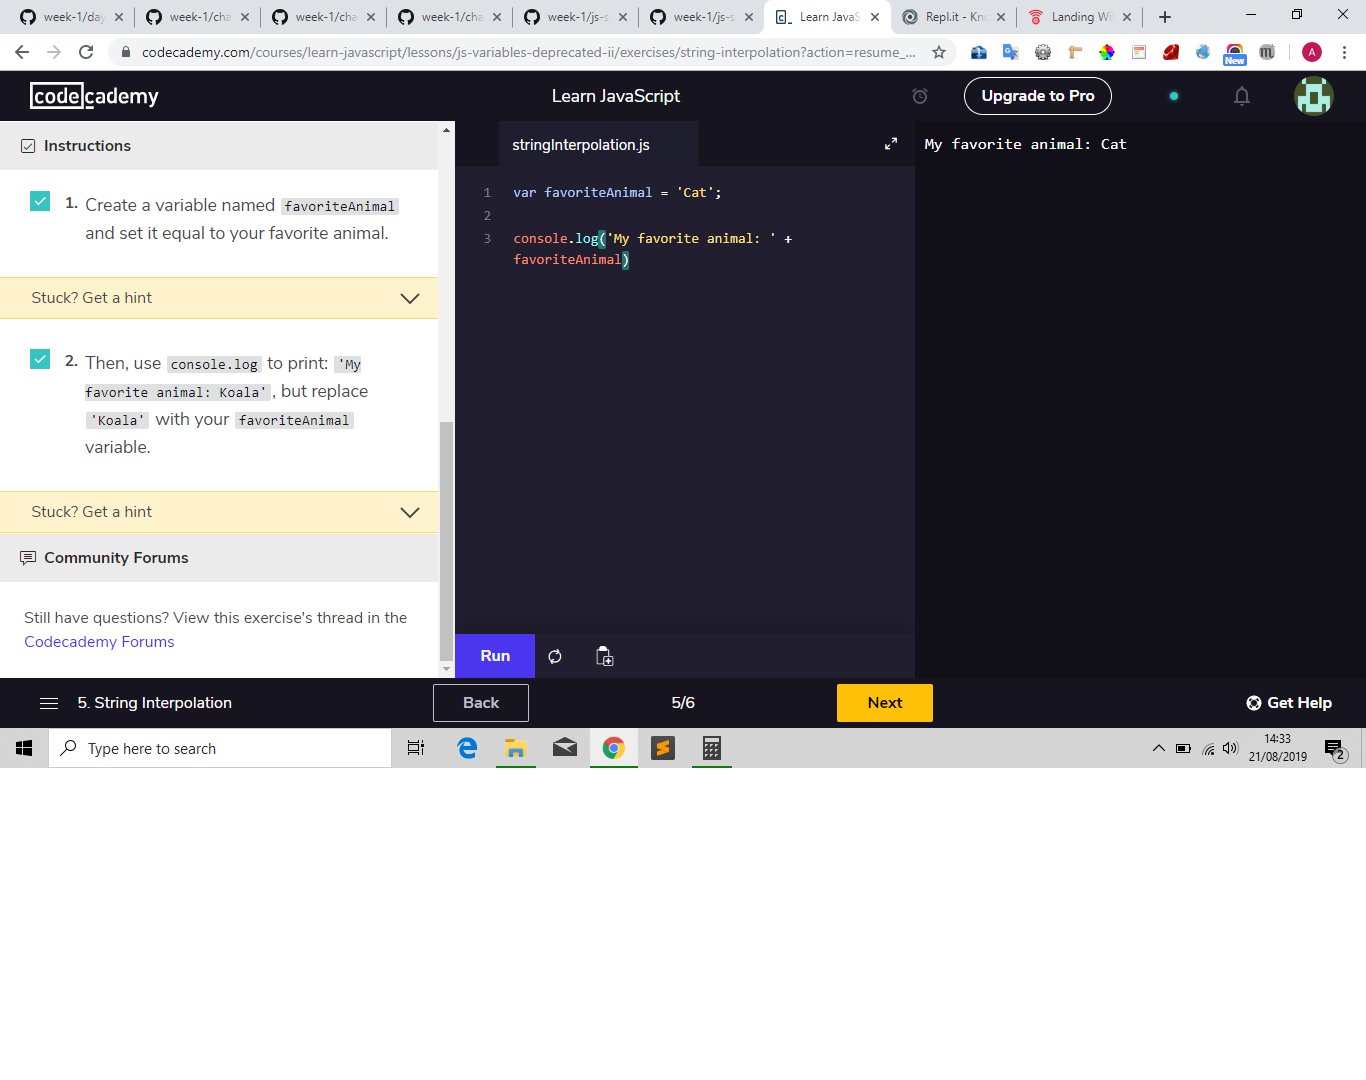 week-1/day
week-1/cha
week-1/cha
week-1/cha
week-1/js-s
week-1/js-s
Learn JavaS
Repl.it - Kno
Landing Wit
codecademy.com/courses/learn-javascript/lessons/js-variables-deprecated-ii/exercises/string-interpolation?action=resume_...
New
A
codecademy
Learn JavaScript
Upgrade to Pro
Instructions
1. Create a variable named favoriteAnimal
and set it equal to your favorite animal.
Stuck? Get a hint
2. Then, use console.log to print: 'My
favorite animal: Koala', but replace
'Koala' with your favoriteAnimal
variable.
Stuck? Get a hint
Community Forums
Still have questions? View this exercise's thread in the
Codecademy Forums
stringInterpolation.js
1 var favoriteAnimal = 'Cat';
2
3 console.log('My favorite animal: ' +
favoriteAnimal)
Run
My favorite animal: Cat
5. String Interpolation
Back
5/6
Next
Get Help
Type here to search
14:33
21/08/2019
2